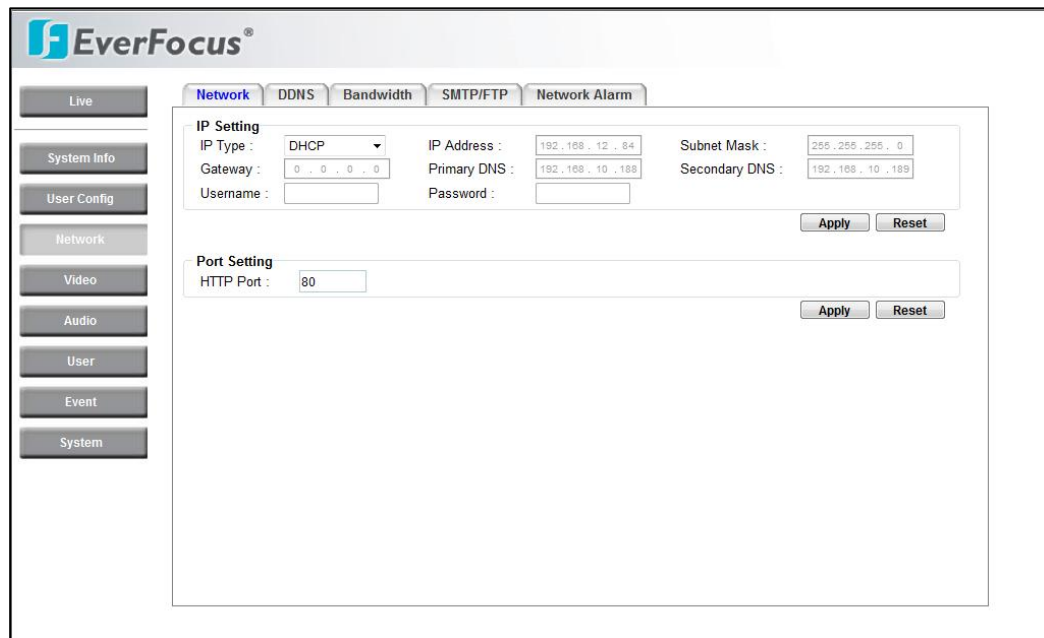 EverFocus®
Live
System Info
User Config
Network
Video
Audio
User
Event
System
Network DDNS Bandwidth SMTP/FTP Network Alarm
IP Setting
IP Type : DHCP IP Address : 192.168. 12 . 84 Subnet Mask : 255.255.255. 0
Gateway : 0 . 0 . 0 . 0 Primary DNS : 192.168. 10 .188 Secondary DNS : 192.168. 10 .189
Username : Password :
Apply Reset
Port Setting
HTTP Port : 80
Apply Reset